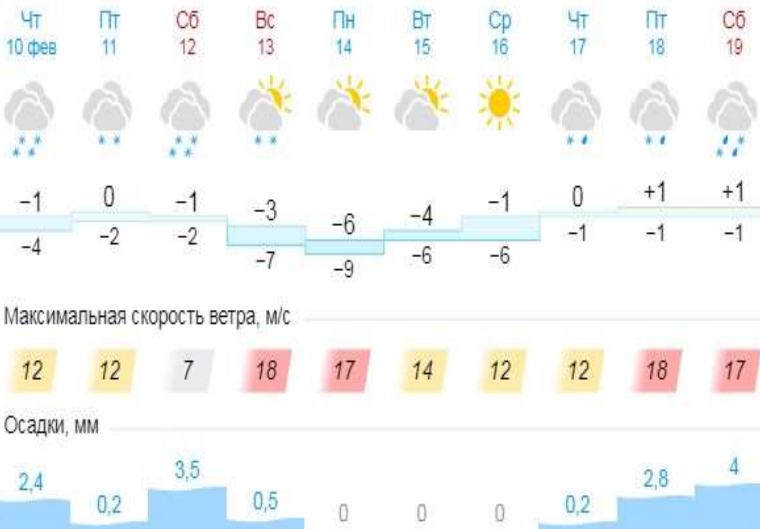 Чт Пт Сб Вс Пн Вт Ср Чт Пт Сб
10 фев 11 12 13 14 15 16 17 18 19
−1 0 −1 −3 −6 −4 −1 0 +1 +1
−4 −2 −2 −7 −9 −6 −6 −1 −1 −1
Максимальная скорость ветра, м/с
12 12 7 18 17 14 12 12 18 17
Осадки, мм
2,4 0,2 3,5 0,5 0 0 0 0,2 2,8 4